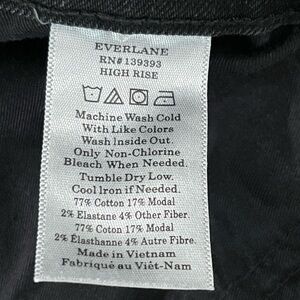 EVERLANE
RN# 139393
HIGH RISE
Machine Wash Cold
With Like Colors
Wash Inside Out.
Only Non-Chlorine
Bleach When Needed.
Tumble Dry Low.
Cool Iron if Needed.
77% Cotton 17% Modal
2% Elastane 4% Other Fiber.
77% Coton 17% Modal
2% Élasthanne 4% Autre Fibre.
Made in Vietnam
Fabriqué au Viêt-Nam